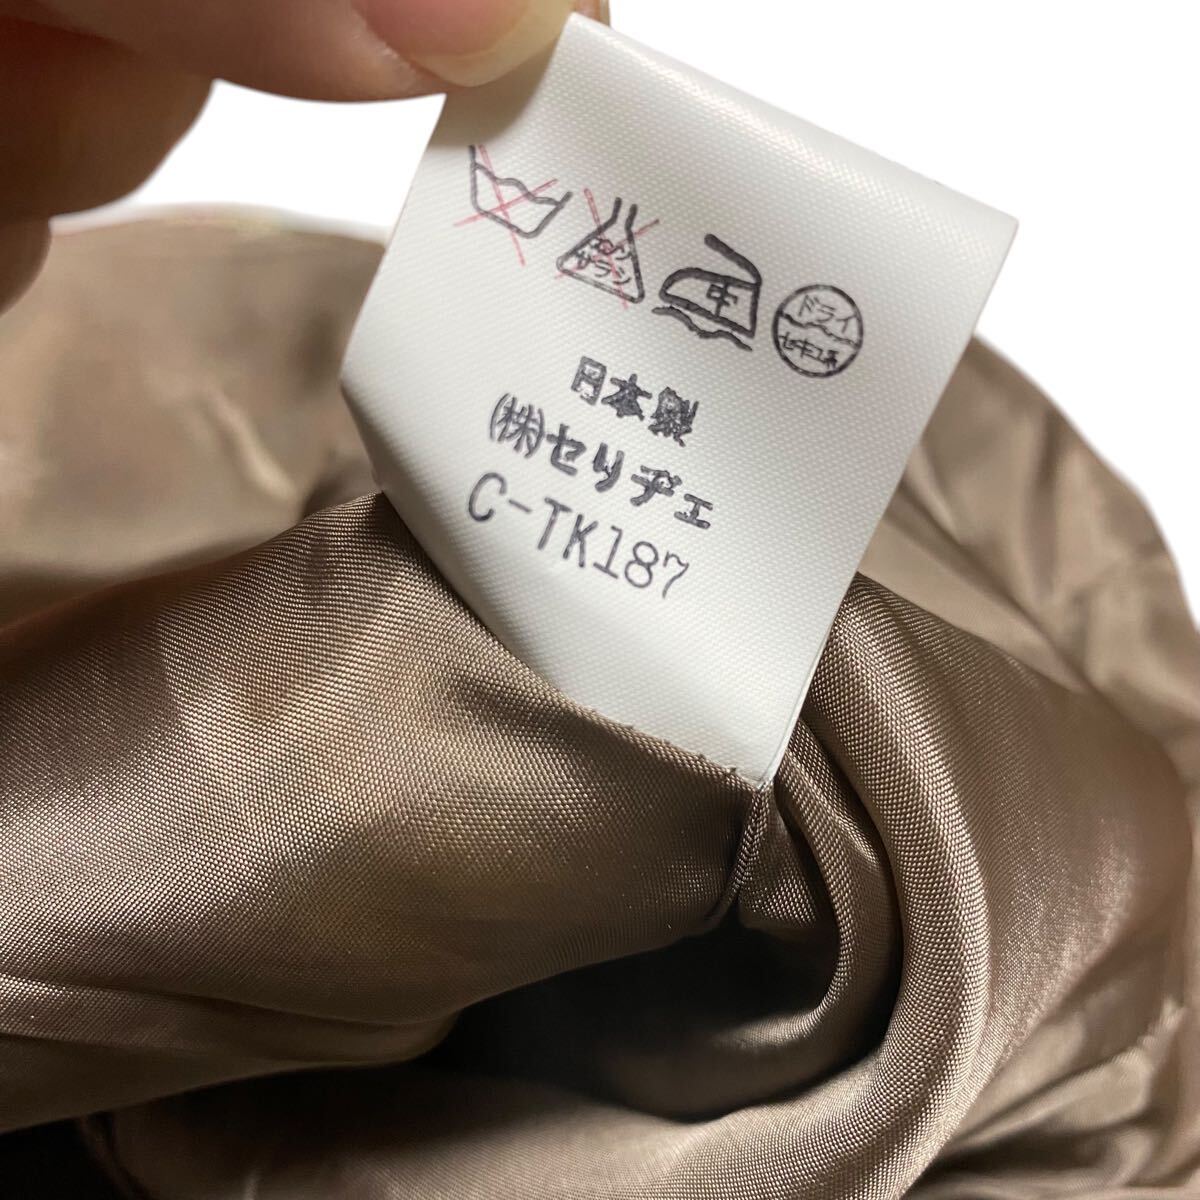 エンソ
サラシ
中
ドライ
セキユ系
日本製
(株)セリヂェ
C-TK187